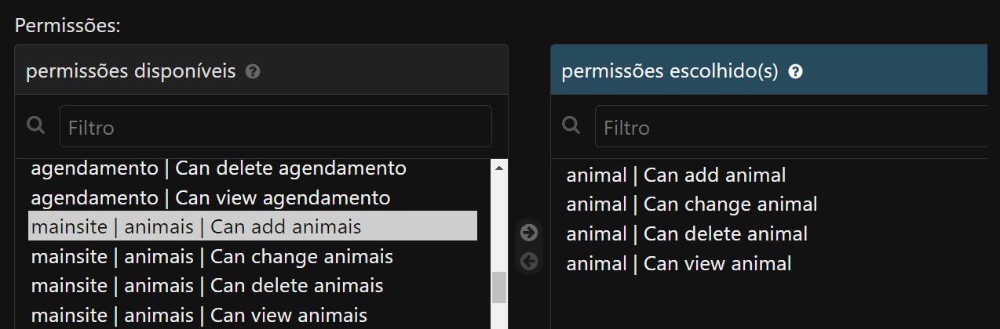 Permissões:
permissões disponíveis ?
Filtro
agendamento | Can delete agendamento
agendamento | Can view agendamento
mainsite | animais | Can add animais
mainsite | animais | Can change animais
mainsite | animais | Can delete animais
mainsite | animais | Can view animais
permissões escolhido(s) ?
Filtro
animal | Can add animal
animal | Can change animal
animal | Can delete animal
animal | Can view animal